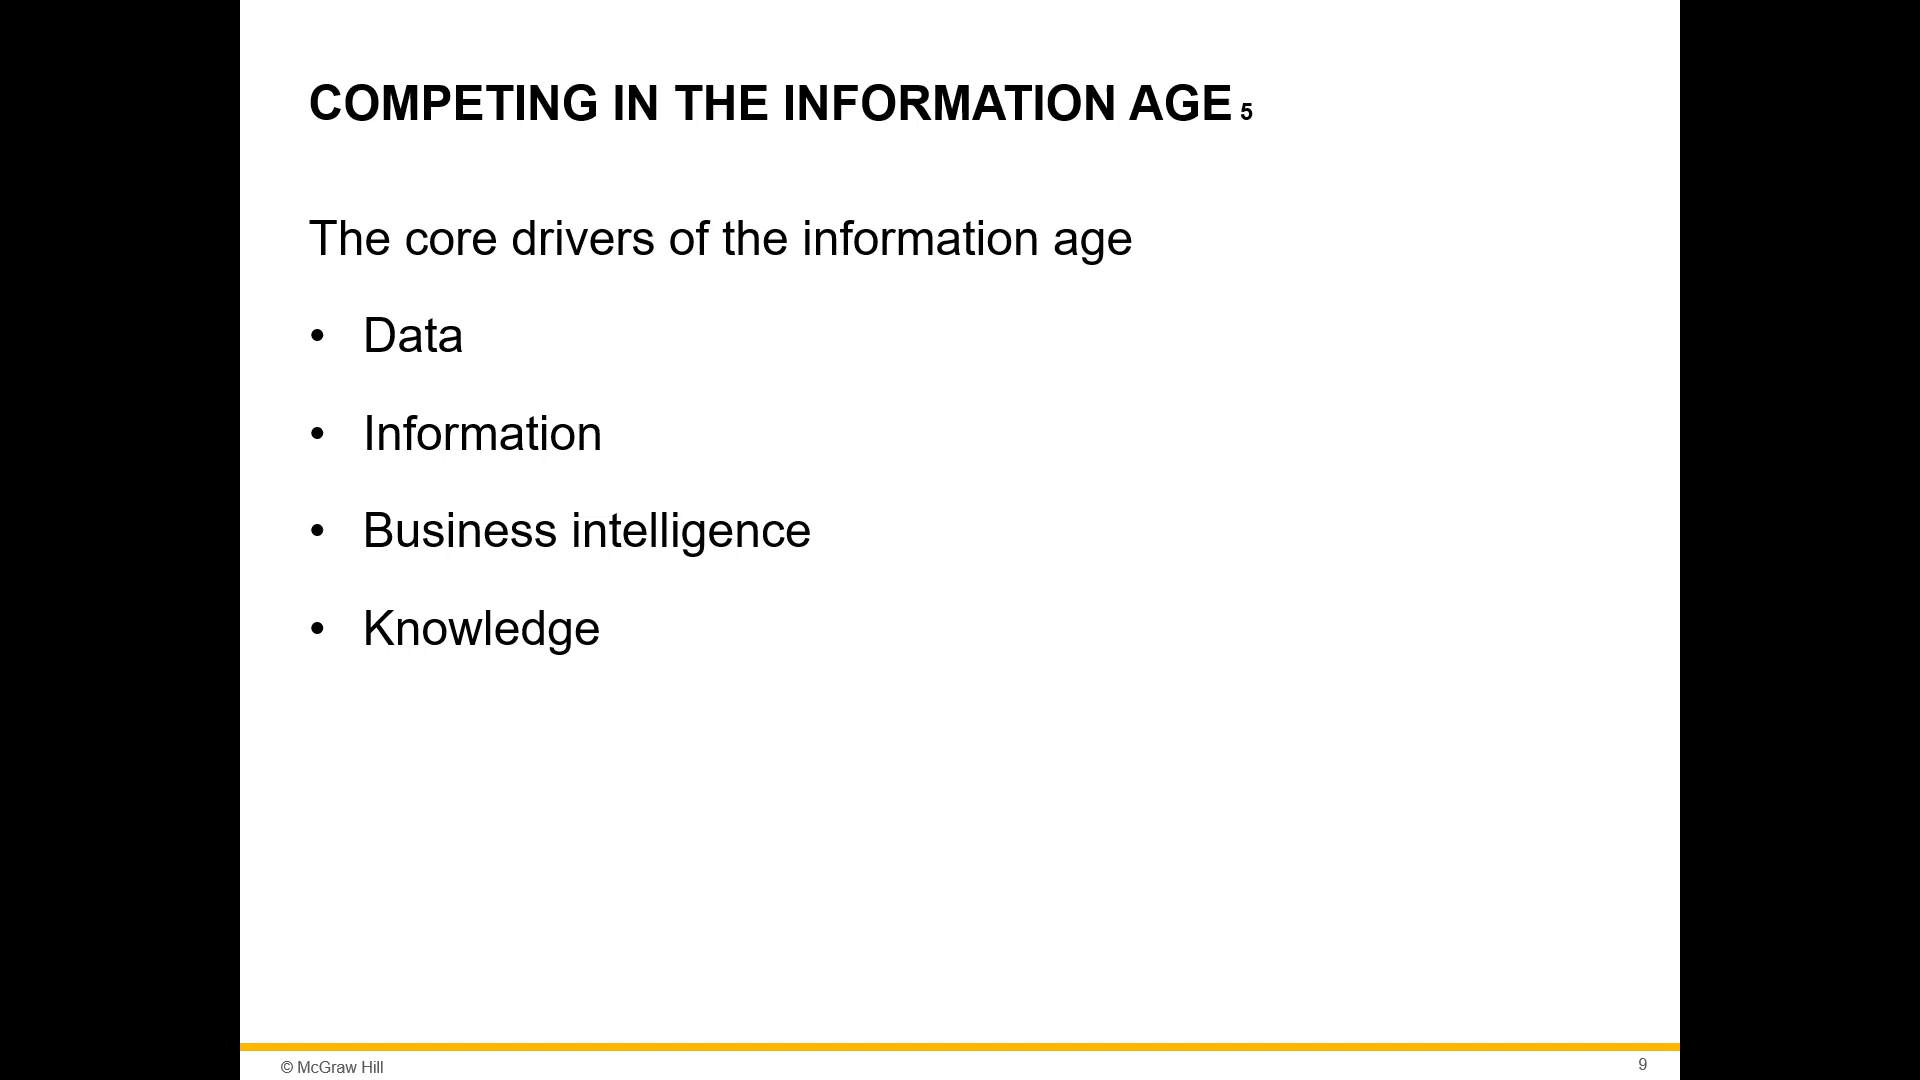 COMPETING IN THE INFORMATION AGE 5
The core drivers of the information age
• Data
• Information
• Business intelligence
• Knowledge
© McGraw Hill
9